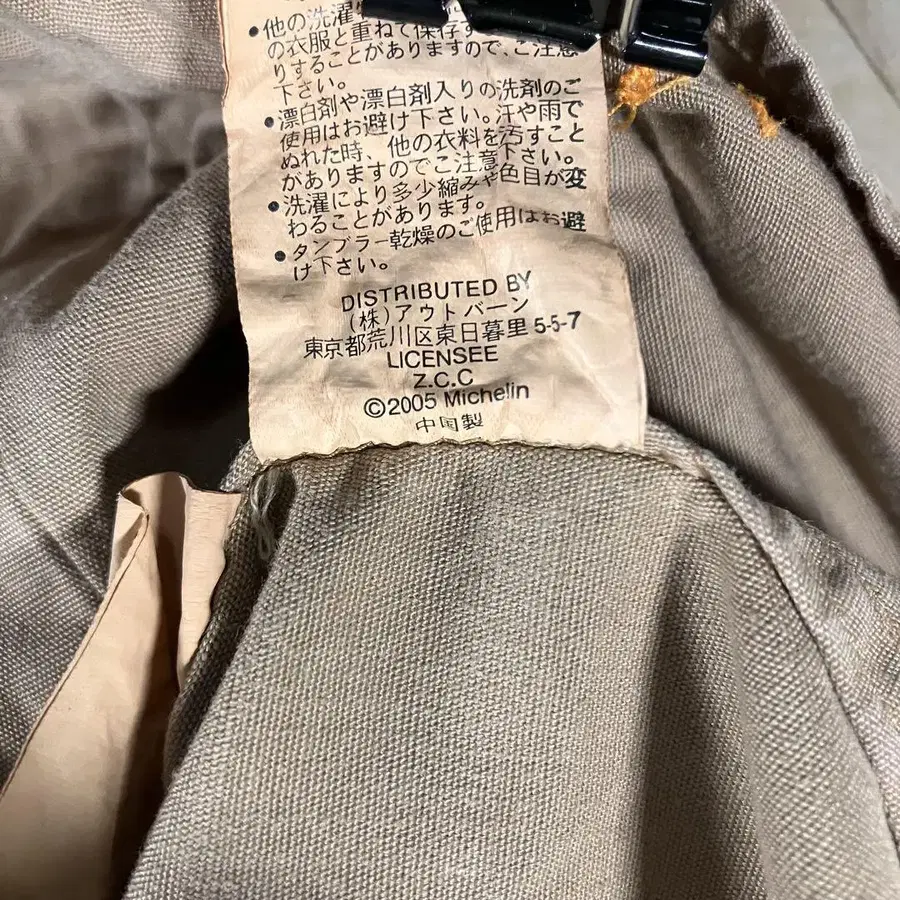 ●他の洗濯
の衣服と重ねて保存す
りすることがありますので、ご注意
下さい。
●漂白剤や漂白剤入りの洗剤のご
使用はお避け下さい。汗や雨で
ぬれた時、他の衣料を汚すこと
がありますのでご注意下さい。
●洗濯により多少縮みや色目が変
わることがあります。
●タンブラー乾燥のご使用はお避
け下さい。
DISTRIBUTED BY
(株)アウトバーン
東京都荒川区東日暮里 5-5-7
LICENSEE
Z.C.C
©2005 Michelin
中国製